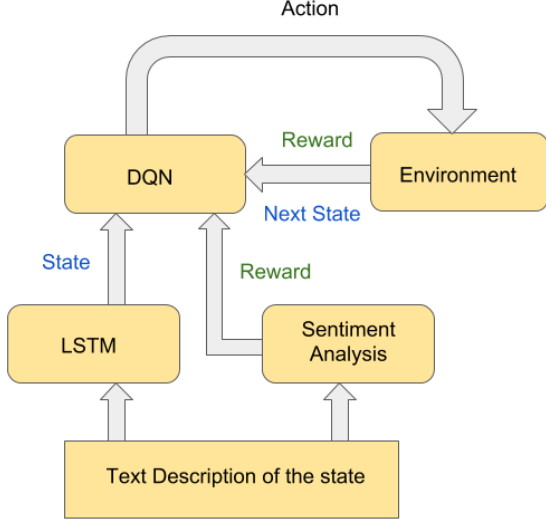 Action
Reward
DQN
Environment
Next State
State
Reward
LSTM
Sentiment
Analysis
Text Description of the state